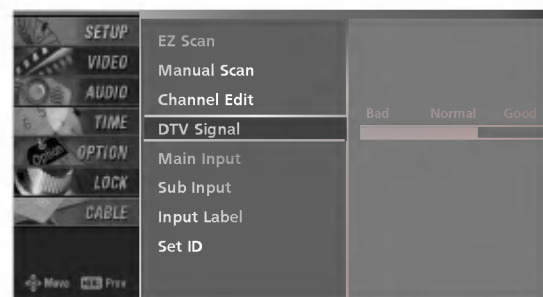 SETUP
VIDEO
AUDIO
TIME
OPTION
LOCK
CABLE
Move MENU Prev
EZ Scan
Manual Scan
Channel Edit
DTV Signal
Main Input
Sub Input
Input Label
Set ID
Bad Normal Good